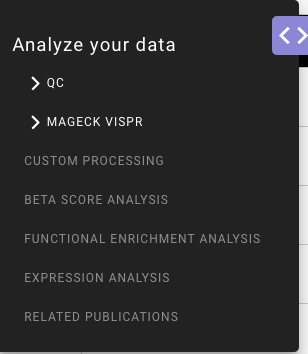 Analyze your data
QC
MAGECK VISPR
CUSTOM PROCESSING
BETA SCORE ANALYSIS
FUNCTIONAL ENRICHMENT ANALYSIS
EXPRESSION ANALYSIS
RELATED PUBLICATIONS